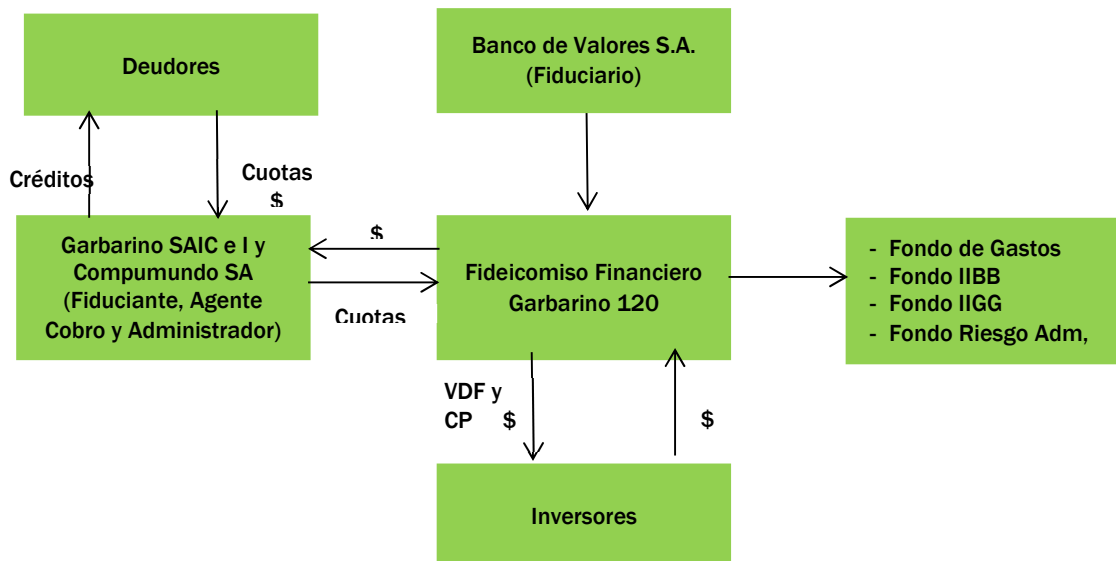 Deudores
Banco de Valores S.A.
(Fiduciario)
Créditos
Cuotas
$
Garbarino SAIC e I y
Compumundo SA
(Fiduciante, Agente
Cobro y Administrador)
$
Cuotas
Fideicomiso Financiero
Garbarino 120
- Fondo de Gastos
- Fondo IIBB
- Fondo IIGG
- Fondo Riesgo Adm,
VDF y
CP $
$
Inversores